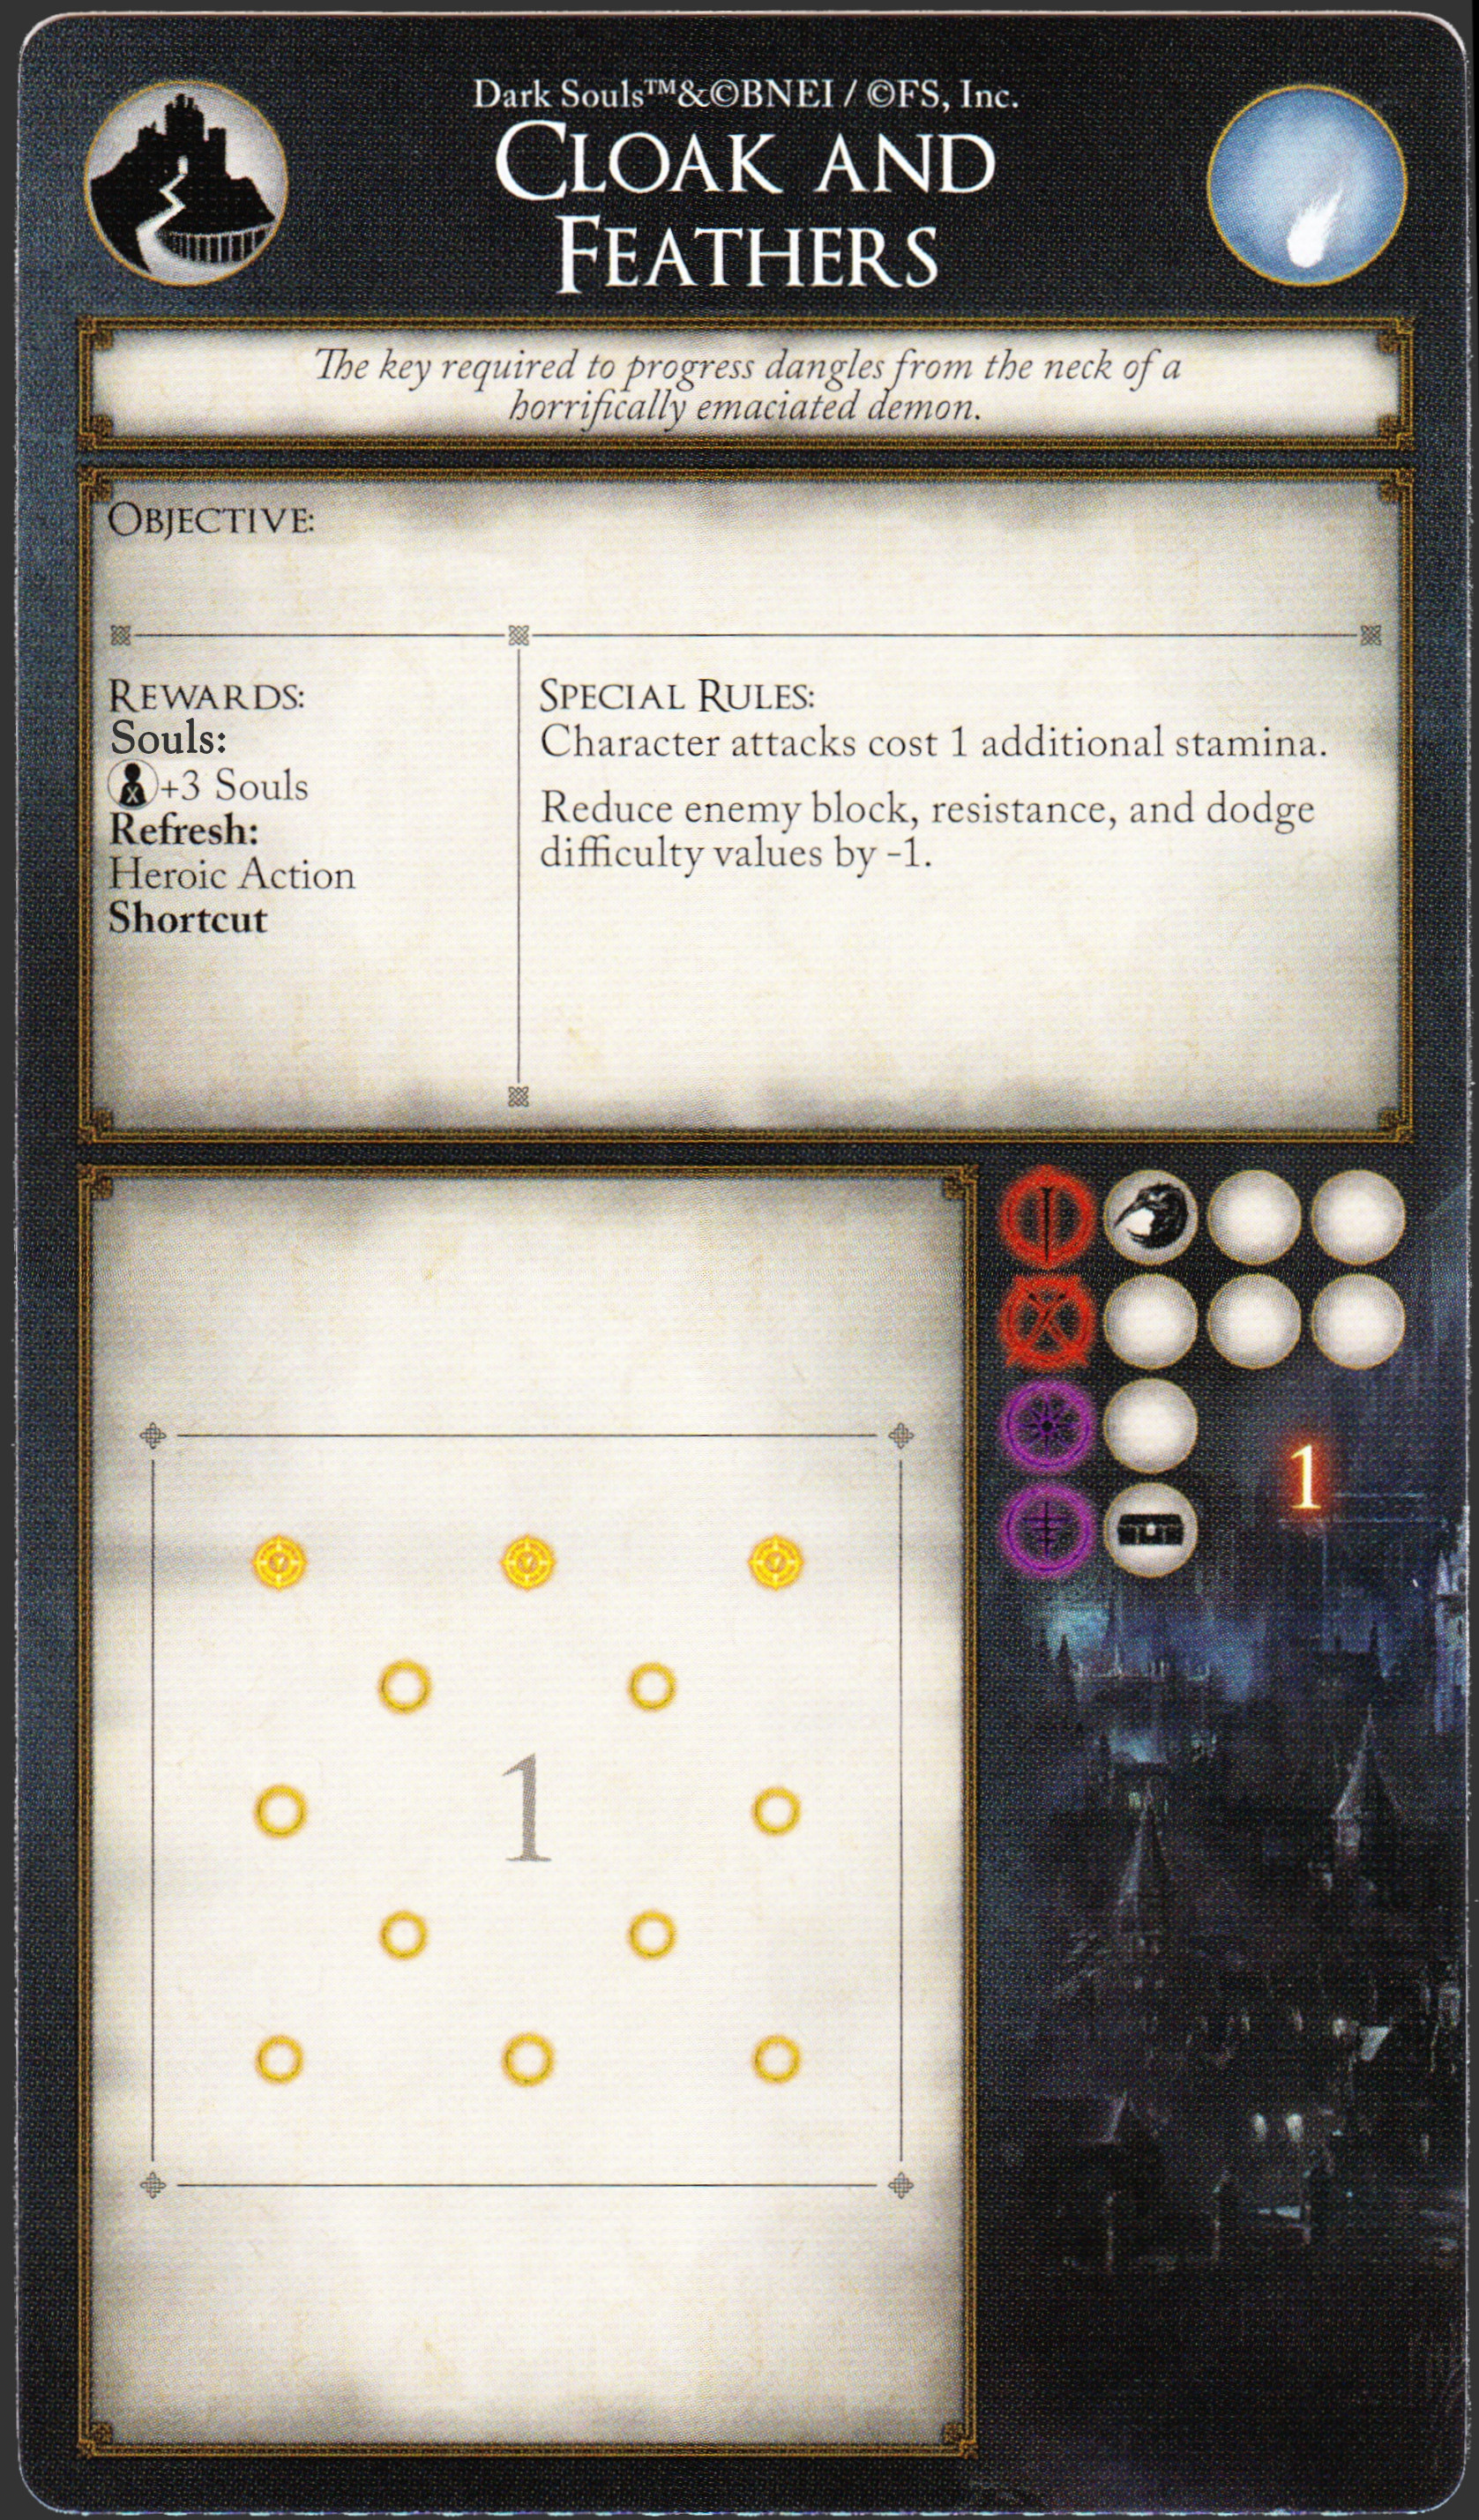 Dark Souls™&©BNEI / ©FS, Inc.
CLOAK AND
FEATHERS
The key required to progress dangles from the neck of a
horrifically emaciated demon.
OBJECTIVE:
REWARDS:
Souls:
X+3 Souls
Refresh:
Heroic Action
Shortcut
SPECIAL RULES:
Character attacks cost 1 additional stamina.
Reduce enemy block, resistance, and dodge
difficulty values by -1.
1
1